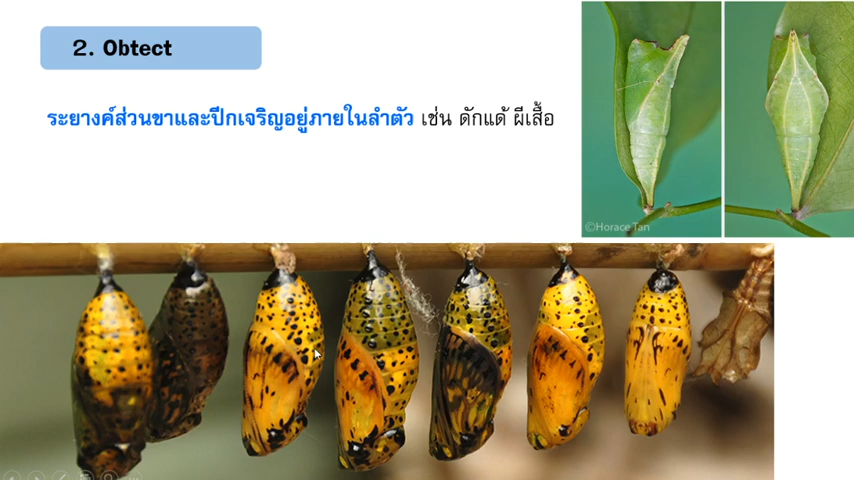 2. Obtect
ระยางค์ส่วนขาและปีกเจริญอยู่ภายในลำตัว เช่น ดักแด้ ผีเสื้อ
©Horace Tan